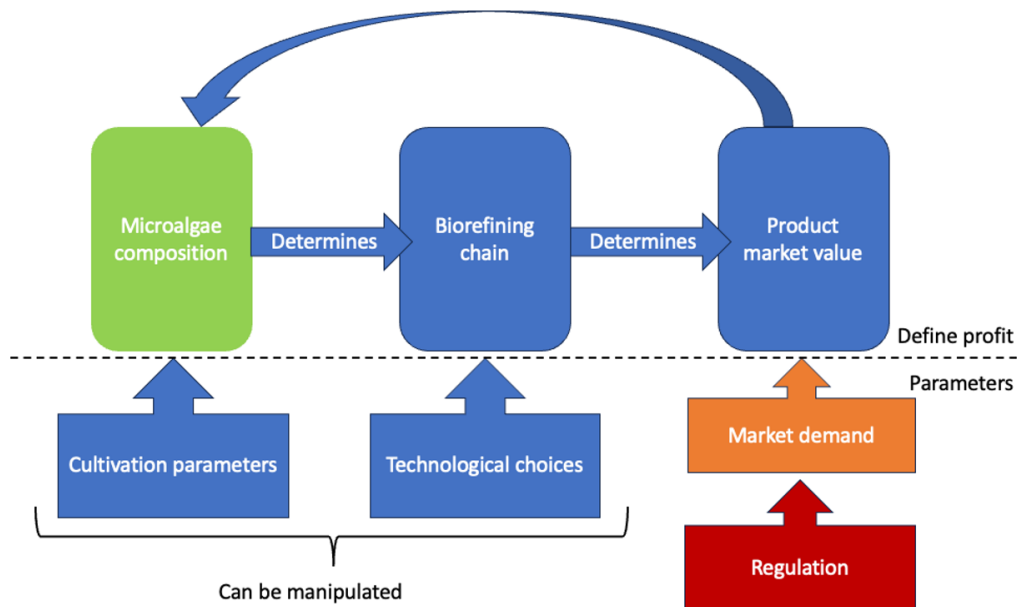 Microalgae
composition
Determines
Biorefining
chain
Determines
Product
market value
Define profit
Parameters
Cultivation parameters
Technological choices
Market demand
Can be manipulated
Regulation